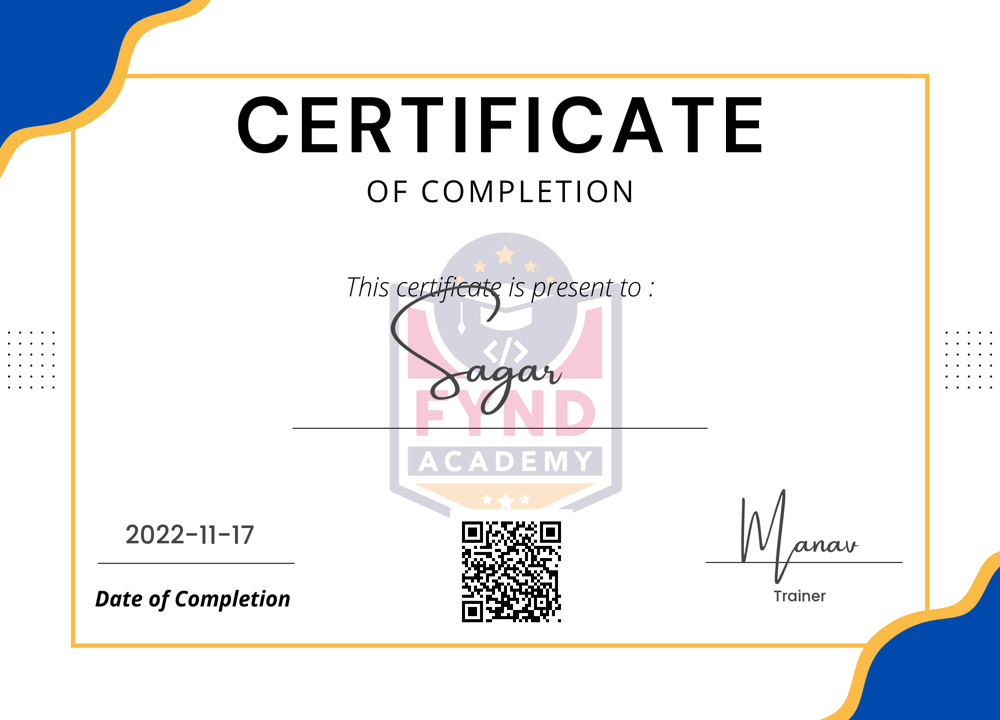 CERTIFICATE
OF COMPLETION
This certificate is present to :
Sagar
</>
FYND
ACADEMY
2022-11-17
Date of Completion
Manav
Trainer